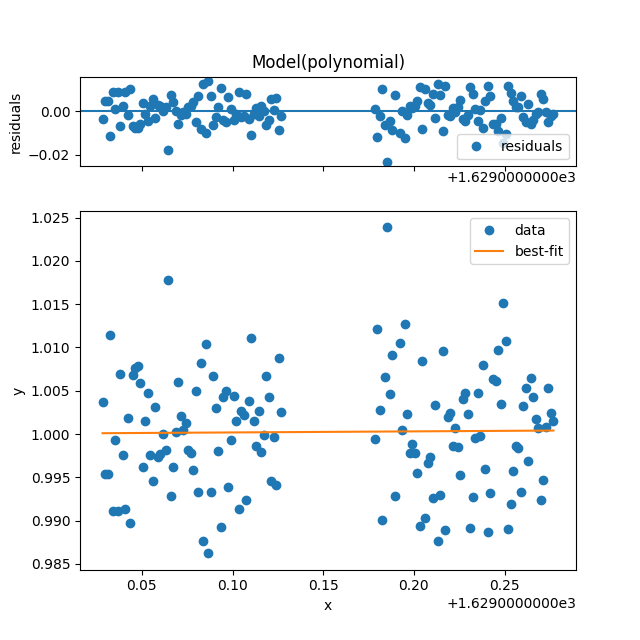 Model(polynomial)
residuals
0.00
−0.02
residuals
+1.6290000000e3
1.025
1.020
1.015
1.010
1.005
1.000
0.995
0.990
0.985
y
data
best-fit
0.05
0.10
0.15
0.20
0.25
x
+1.6290000000e3